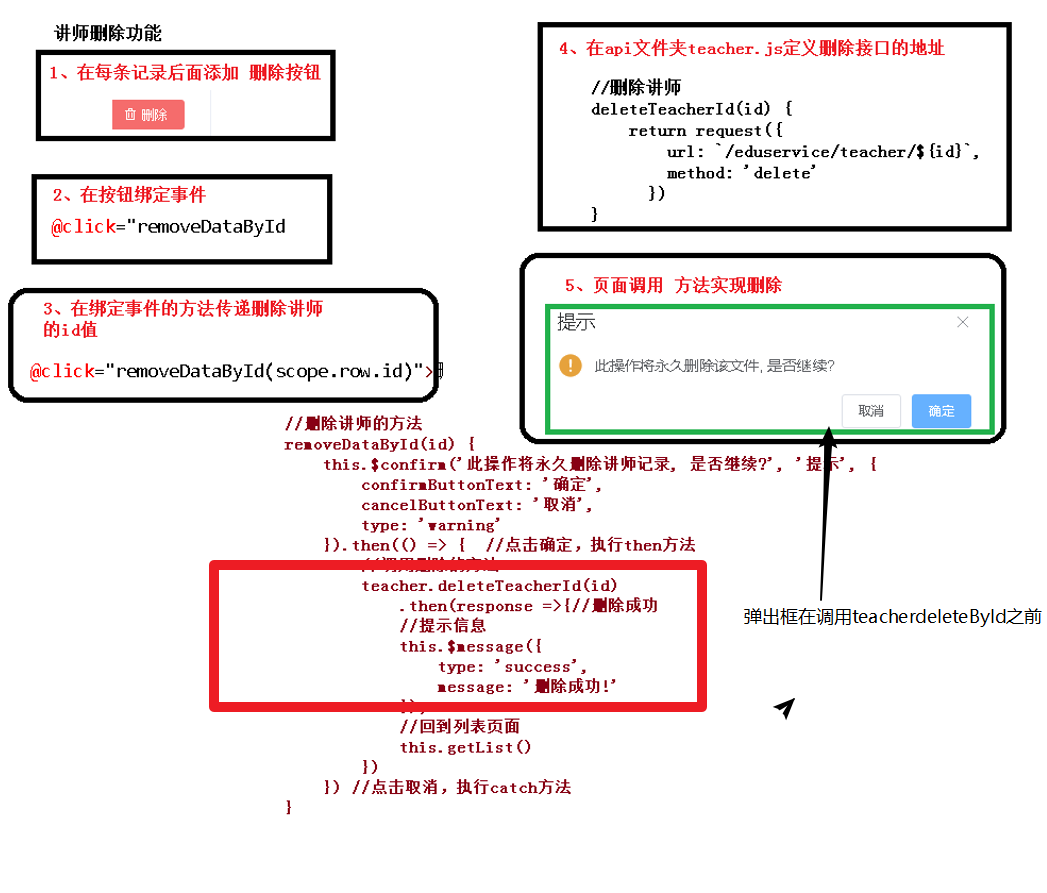 讲师删除功能
1、在每条记录后面添加 删除按钮
删除
2、在按钮绑定事件
@click="removeDataById
3、在绑定事件的方法传递删除讲师
的id值
@click="removeDataById(scope.row.id)">
4、在api文件夹teacher.js定义删除接口的地址
//删除讲师
deleteTeacherId(id) {
return request({
url: `/eduservice/teacher/${id}`,
method: 'delete'
})
}
5、页面调用 方法实现删除
提示
此操作将永久删除该文件, 是否继续?
取消
确定
//删除讲师的方法
removeDataById(id) {
this.$confirm('此操作将永久删除讲师记录, 是否继续?', '提示', {
confirmButtonText: '确定',
cancelButtonText: '取消',
type: 'warning'
}).then(() => { //点击确定，执行then方法
//调用删除的方法
teacher.deleteTeacherId(id)
.then(response =>{//删除成功
//提示信息
this.$message({
type: 'success',
message: '删除成功!'
});
//回到列表页面
this.getList()
})
}) //点击取消，执行catch方法
}
弹出框在调用teacherdeleteById之前